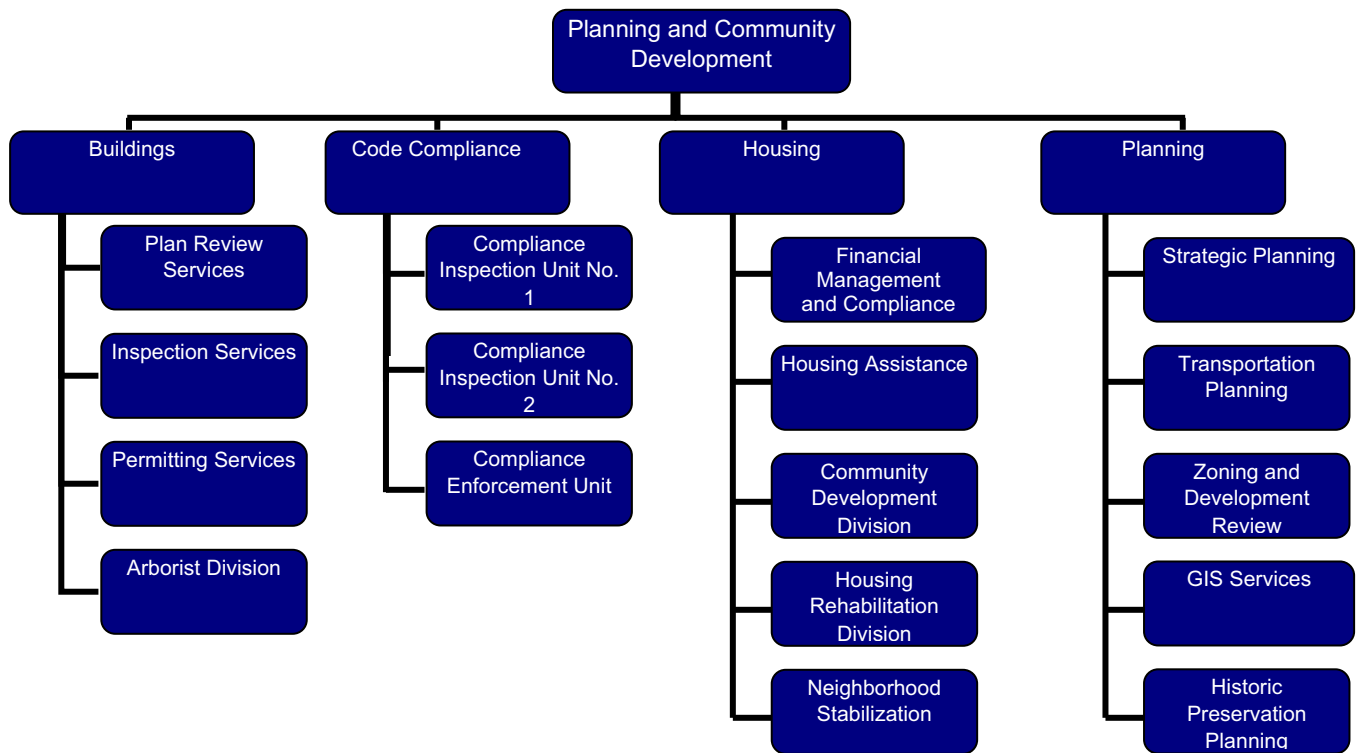 Planning and Community
Development
Buildings
Code Compliance
Housing
Planning
Plan Review
Services
Inspection Services
Permitting Services
Arborist Division
Compliance
Inspection Unit No.
1
Compliance
Inspection Unit No.
2
Compliance
Enforcement Unit
Financial
Management
and Compliance
Housing Assistance
Community
Development
Division
Housing
Rehabilitation
Division
Neighborhood
Stabilization
Strategic Planning
Transportation
Planning
Zoning and
Development
Review
GIS Services
Historic
Preservation
Planning